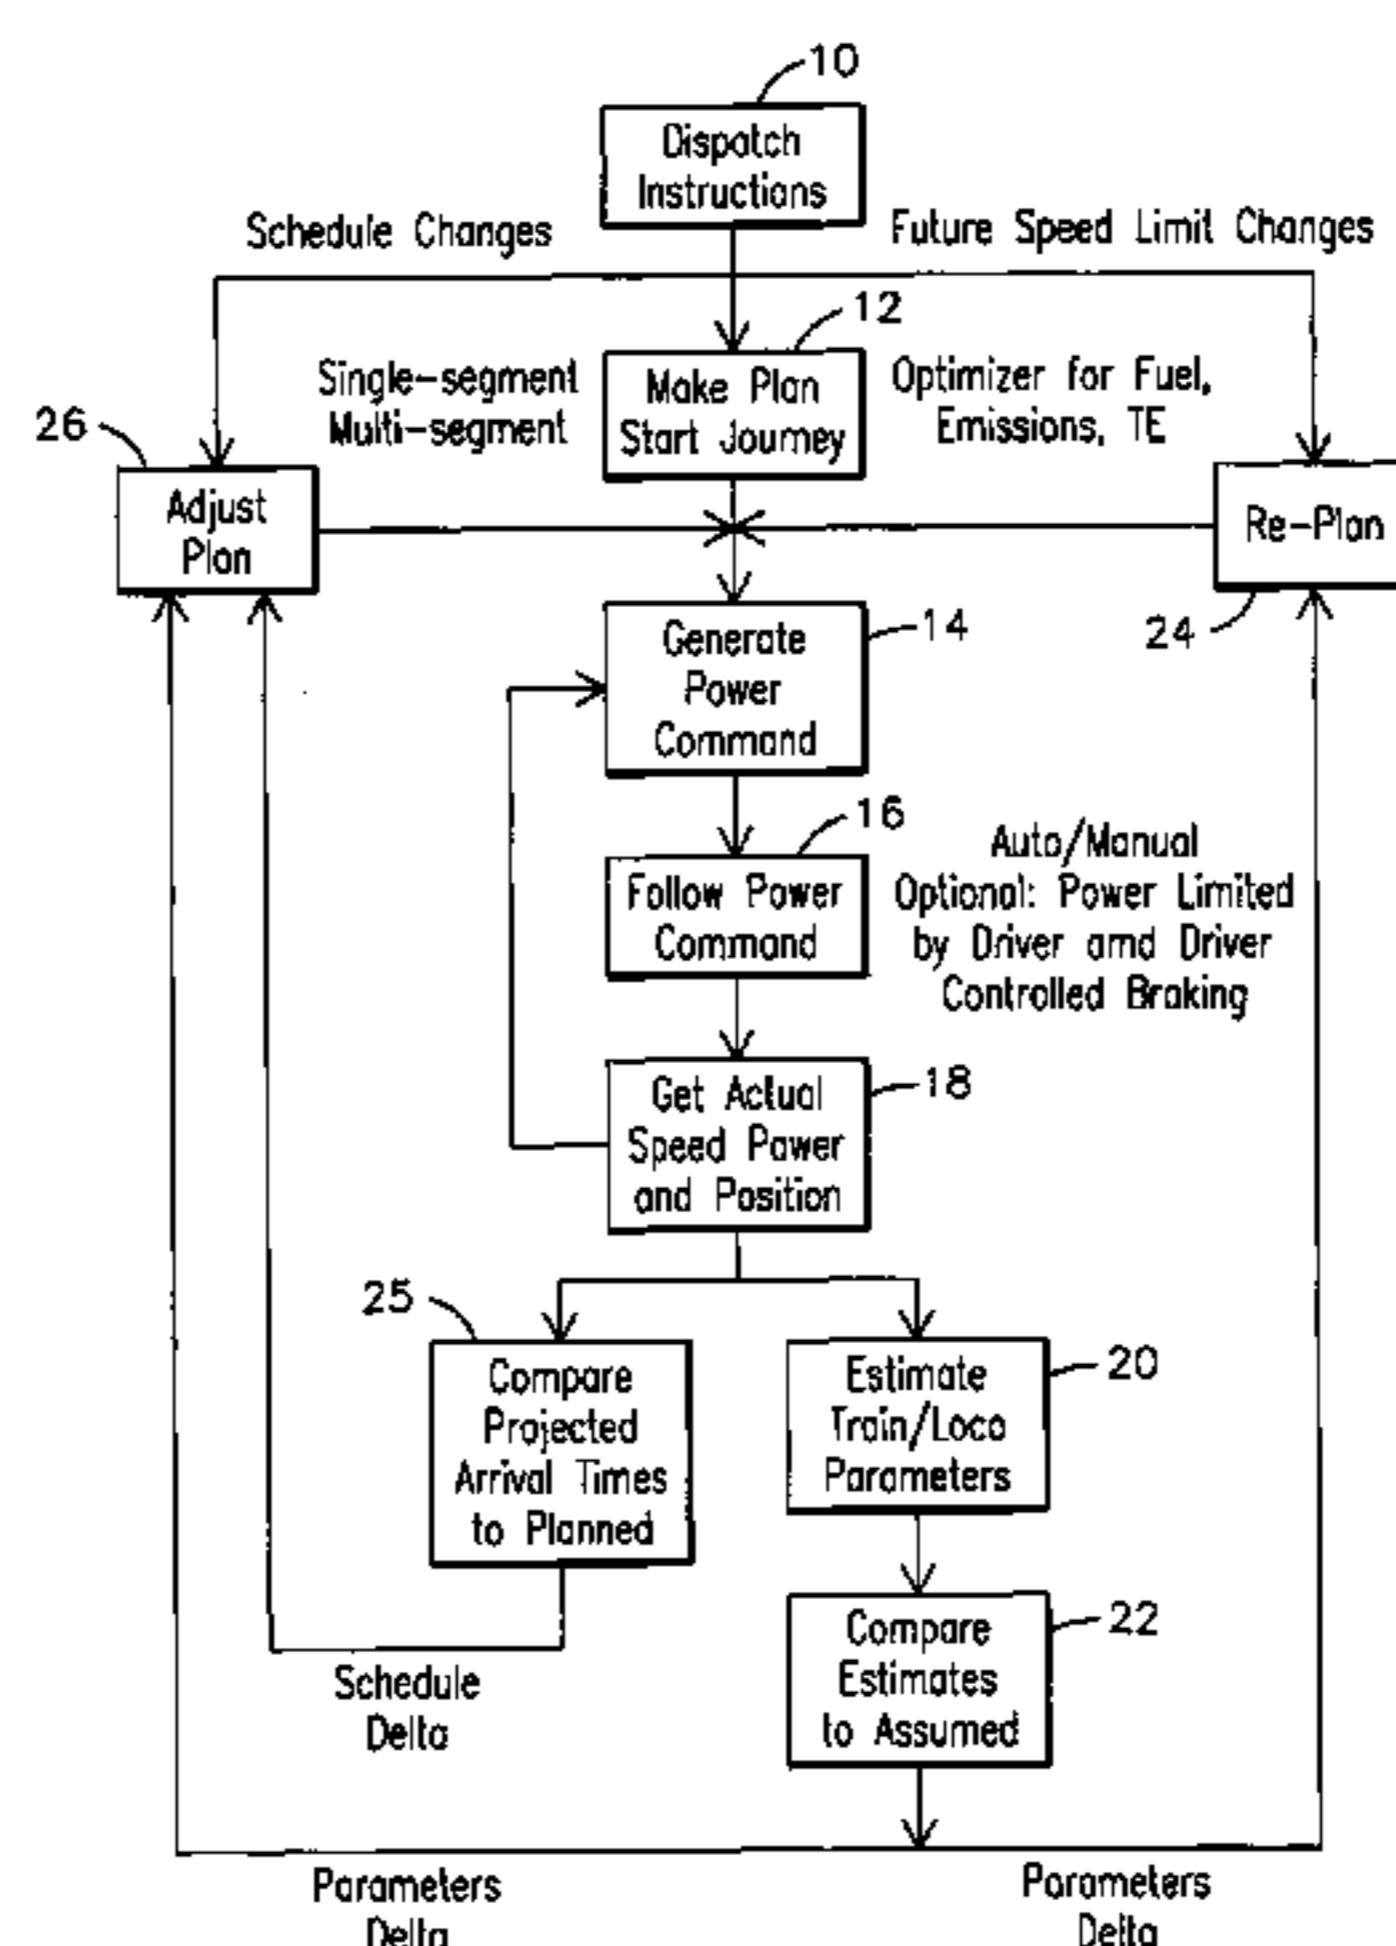 10
Dispatch
Instructions
Schedule Changes
Future Speed Limit Changes
12
Single-segment
Multi-segment
Make Plan
Start Journey
Optimizer for Fuel,
Emissions, TE
26
Adjust
Plan
Re-Plan
24
Generate
Power
Command
14
16
Follow Power
Command
Auto/Manual
Optional: Power Limited
by Driver amd Driver
Controlled Braking
Get Actual
Speed Power
and Position
18
25
Compare
Projected
Arrival Times
to Planned
Estimate
Train/Loco
Parameters
20
Compare
Estimates
to Assumed
22
Schedule
Delta
Parameters
Delta
Parameters
Delta